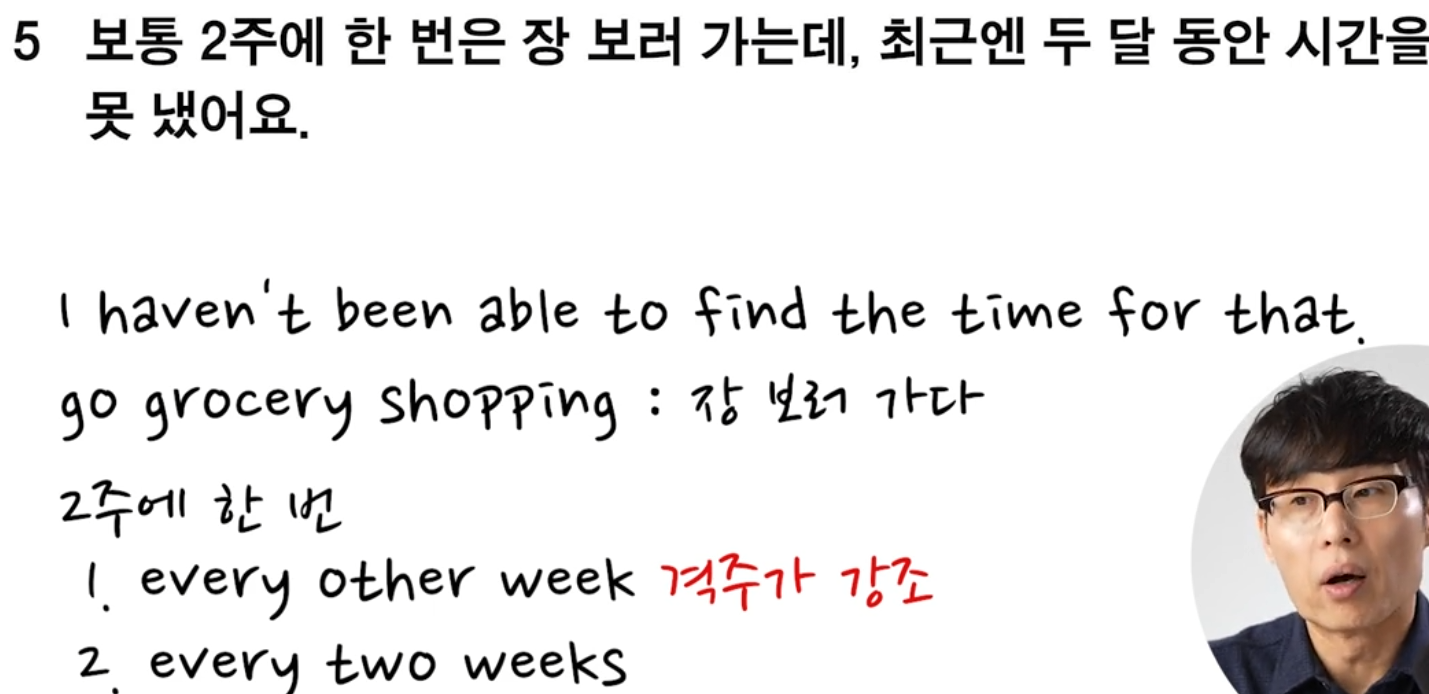 5 보통 2주에 한 번은 장 보러 가는데, 최근엔 두 달 동안 시간을
못 냈어요.
I haven't been able to find the time for that.
go grocery shopping : 장 보러 가다
2주에 한 번
1. every other week 격주가 강조
2. every two weeks